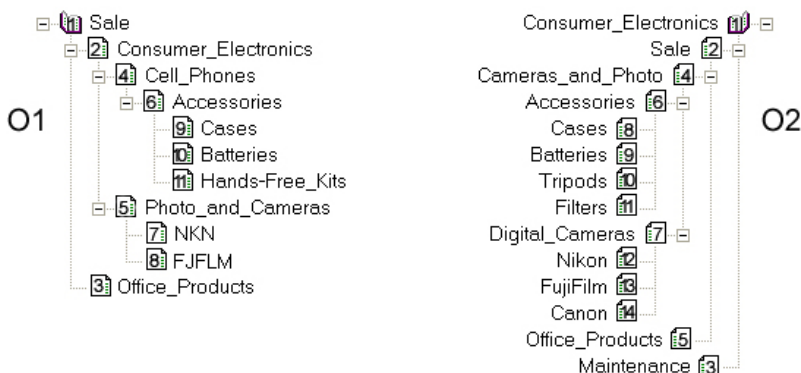 1 Sale
2 Consumer_Electronics
4 Cell_Phones
6 Accessories
9 Cases
10 Batteries
11 Hands-Free_Kits
5 Photo_and_Cameras
7 NKN
8 FJFLM
3 Office_Products
O1
Consumer_Electronics 1
Sale 2
Cameras_and_Photo 4
Accessories 6
Cases 8
Batteries 9
Tripods 10
Filters 11
Digital_Cameras 7
Nikon 12
FujiFilm 13
Canon 14
Office_Products 5
Maintenance 3
O2